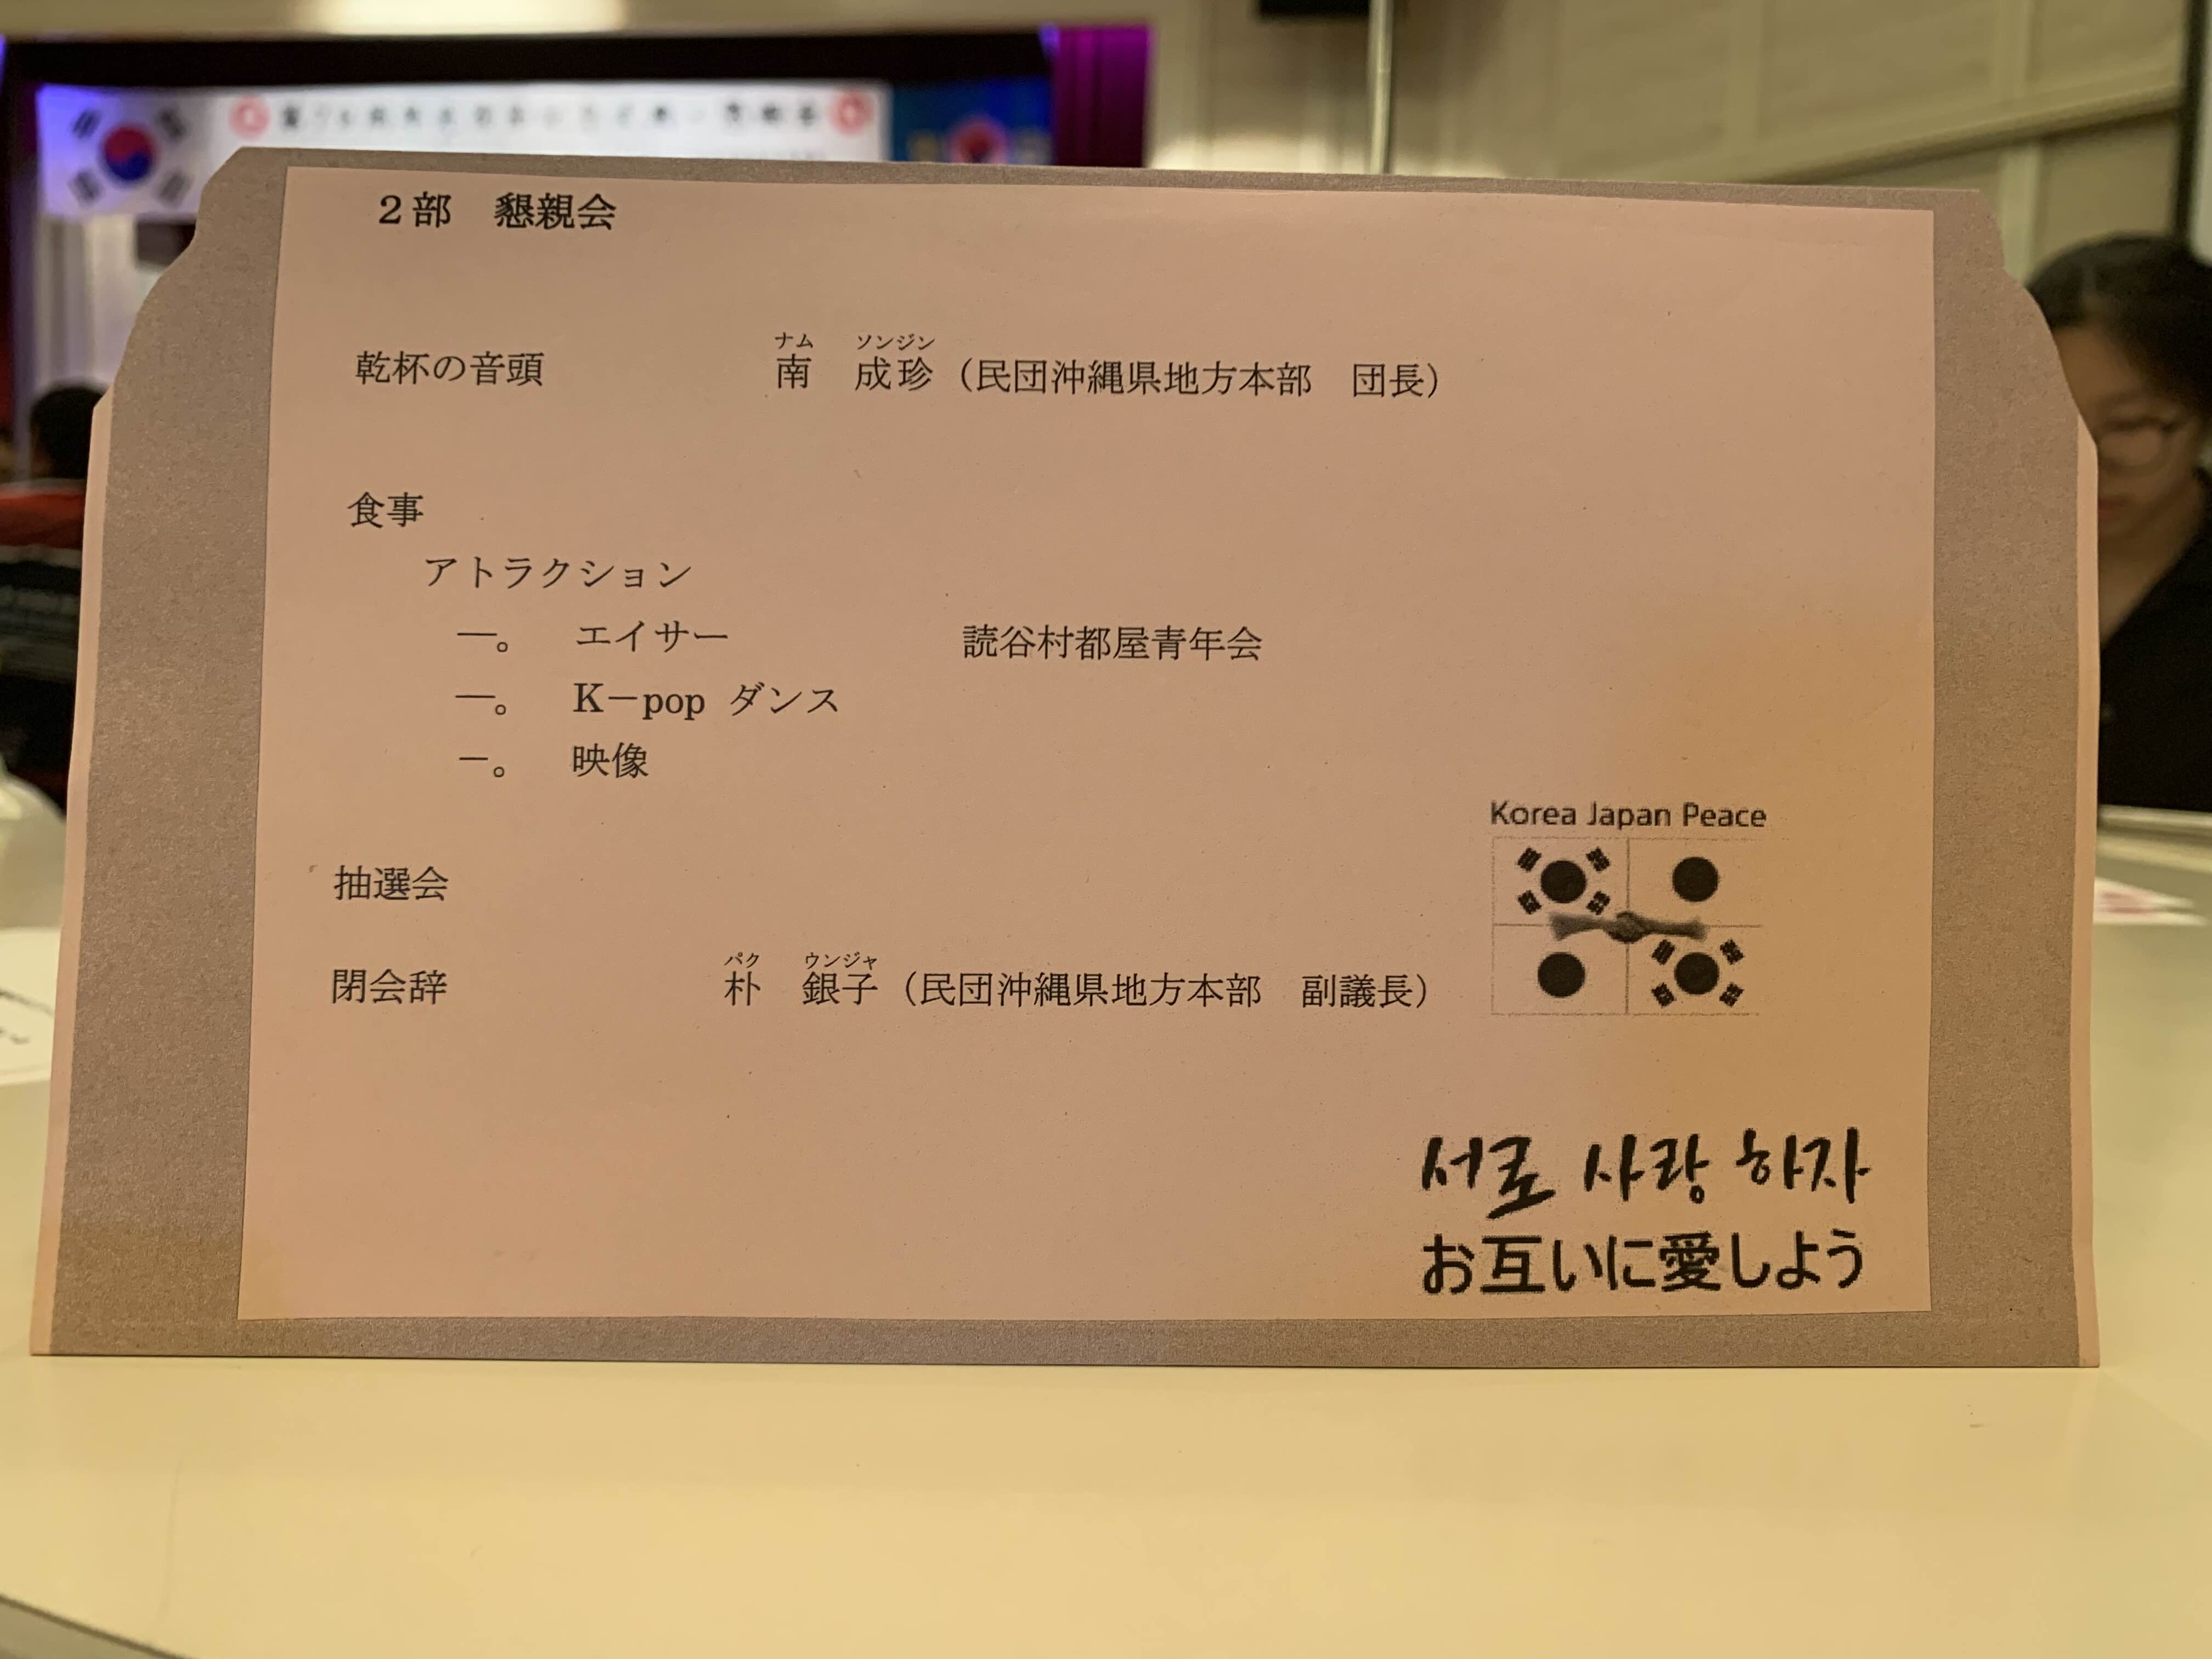 2部　懇親会
乾杯の音頭　南　成珍（民団沖縄県地方本部　団長）
ナム　ソンジン
食事
アトラクション
一。　エイサー　読谷村都屋青年会
一。　K－pop ダンス
－。　映像
抽選会
閉会辞　朴　銀子（民団沖縄県地方本部　副議長）
パク　ウンジャ
Korea Japan Peace
서로 사랑 하자
お互いに愛しよう